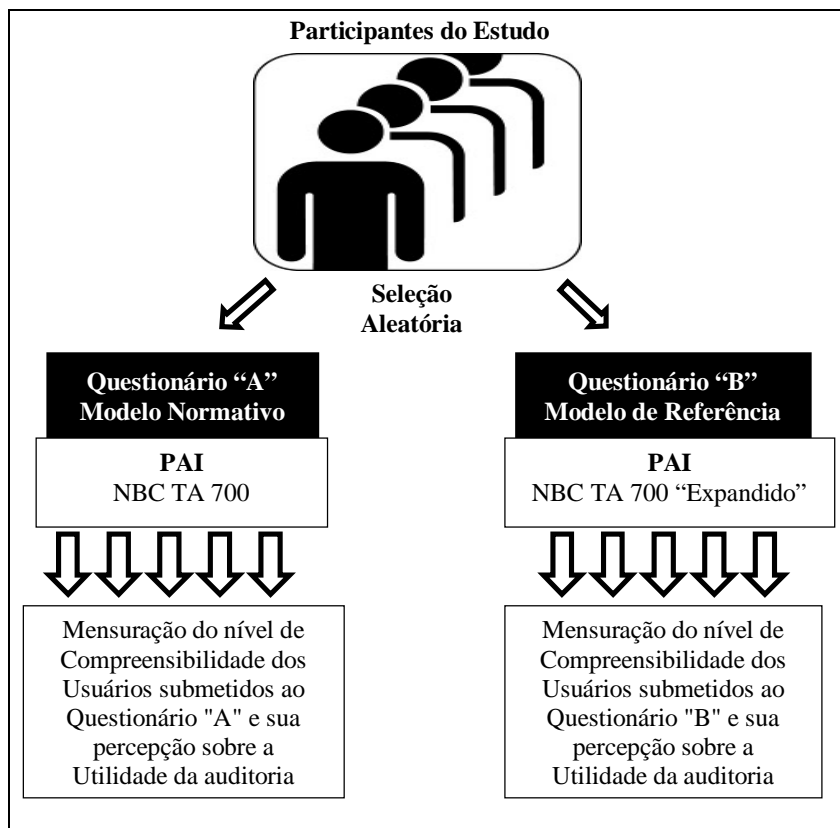 Participantes do Estudo
Seleção
Aleatória
Questionário “A”
Modelo Normativo
PAI
NBC TA 700
Mensuração do nível de
Compreensibilidade dos
Usuários submetidos ao
Questionário "A" e sua
percepção sobre a
Utilidade da auditoria
Questionário “B”
Modelo de Referência
PAI
NBC TA 700 “Expandido”
Mensuração do nível de
Compreensibilidade dos
Usuários submetidos ao
Questionário "B" e sua
percepção sobre a
Utilidade da auditoria